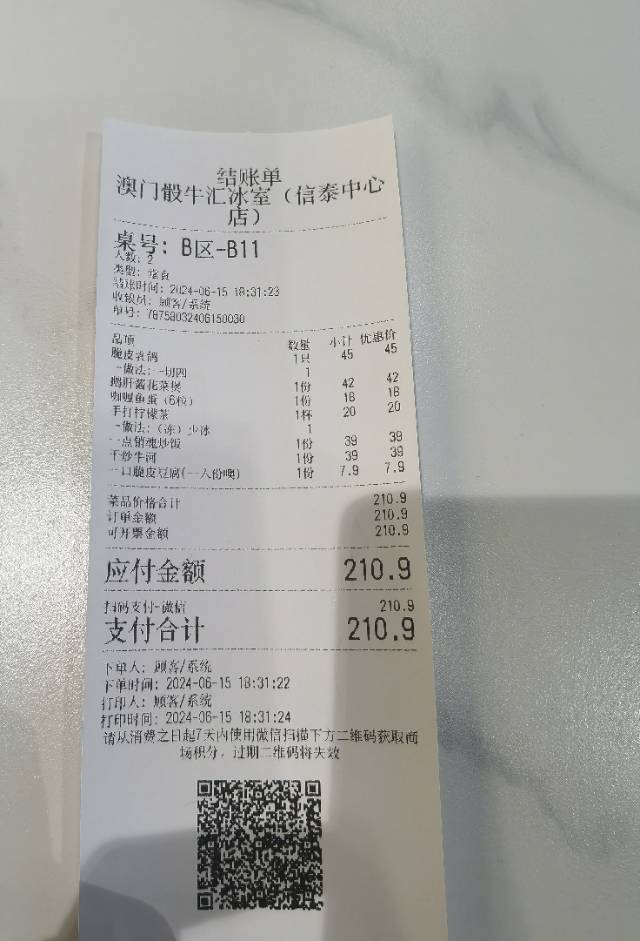 结账单
澳门骰牛汇冰室（信泰中心
店）
桌号: B区-B11
人数: 2
类型: 堂食
结账时间: 2024-06-15 18:31:23
收银员: 顾客/系统
单号: 78758032406150030
品项 数量 小计 优惠价
脆皮乳鸽 1只 45 45
-做法: 一切四 1
鹅肝酱花菜煲 1份 42 42
咖喱鱼蛋（6粒） 1份 18 18
手打柠檬茶 1杯 20 20
-做法:（冻）少冰 1
一点销魂炒饭 1份 39 39
干炒牛河 1份 39 39
一口脆皮豆腐(一人份噢) 1份 7.9 7.9
菜品价格合计 210.9
订单金额 210.9
可开票金额 210.9
应付金额 210.9
扫码支付-微信 210.9
支付合计 210.9
下单人: 顾客/系统
下单时间: 2024-06-15 18:31:22
打印人: 顾客/系统
打印时间: 2024-06-15 18:31:24
请从消费之日起7天内使用微信扫描下方二维码获取商
场积分，过期二维码将失效